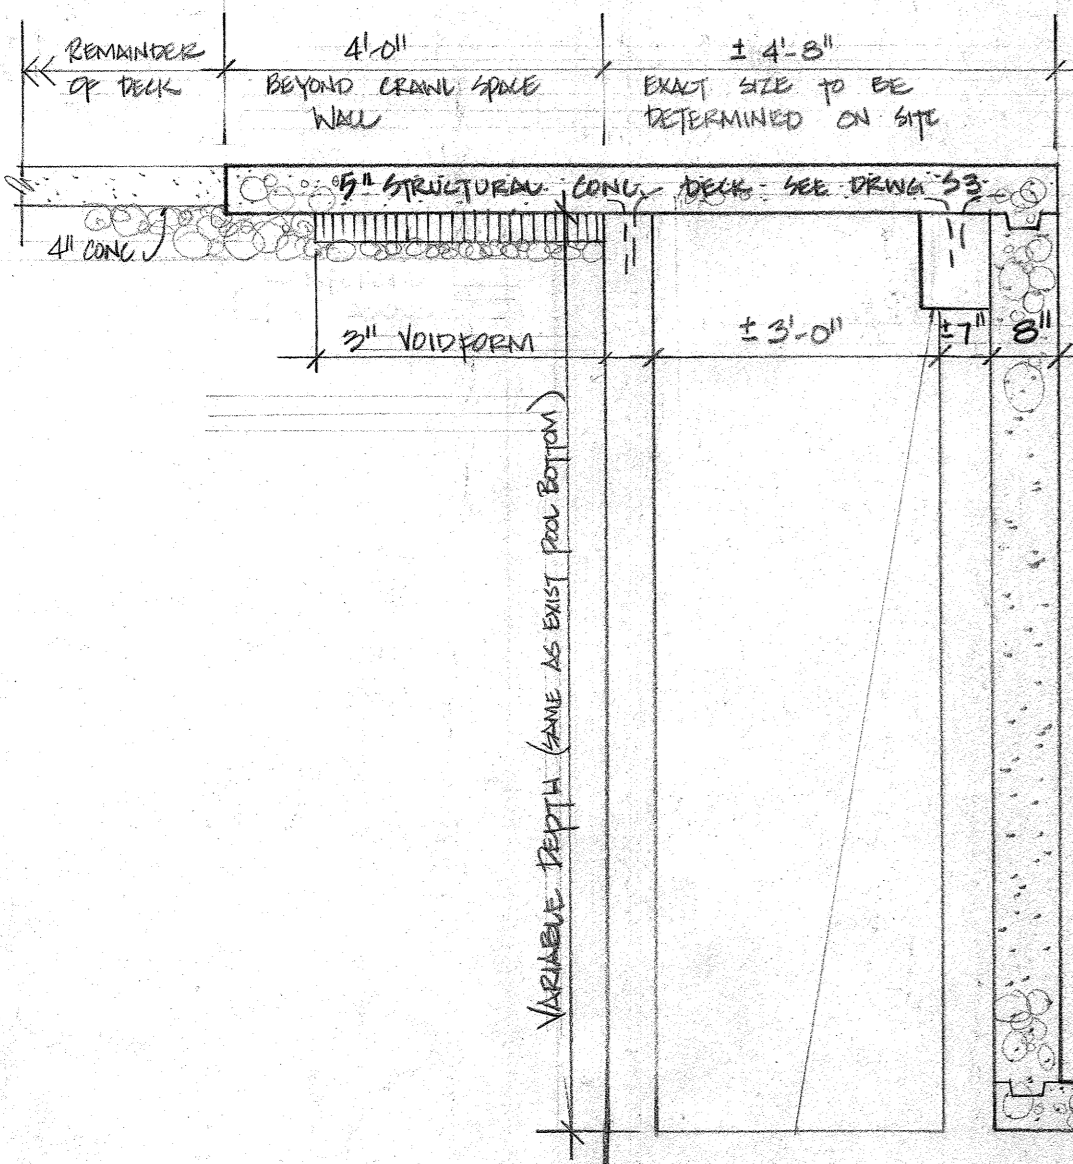 REMAINDER
OF DECK
4'-0"
BEYOND CRAWL SPACE
WALL
± 4'-8"
EXACT SIZE TO BE
DETERMINED ON SITE
5" STRUCTURAL CONC. DECK - SEE DRWG S3
4" CONC.
3" VOIDFORM
± 3'-0"
±7"
8"
VARIABLE DEPTH (SAME AS EXIST POOL BOTTOM)